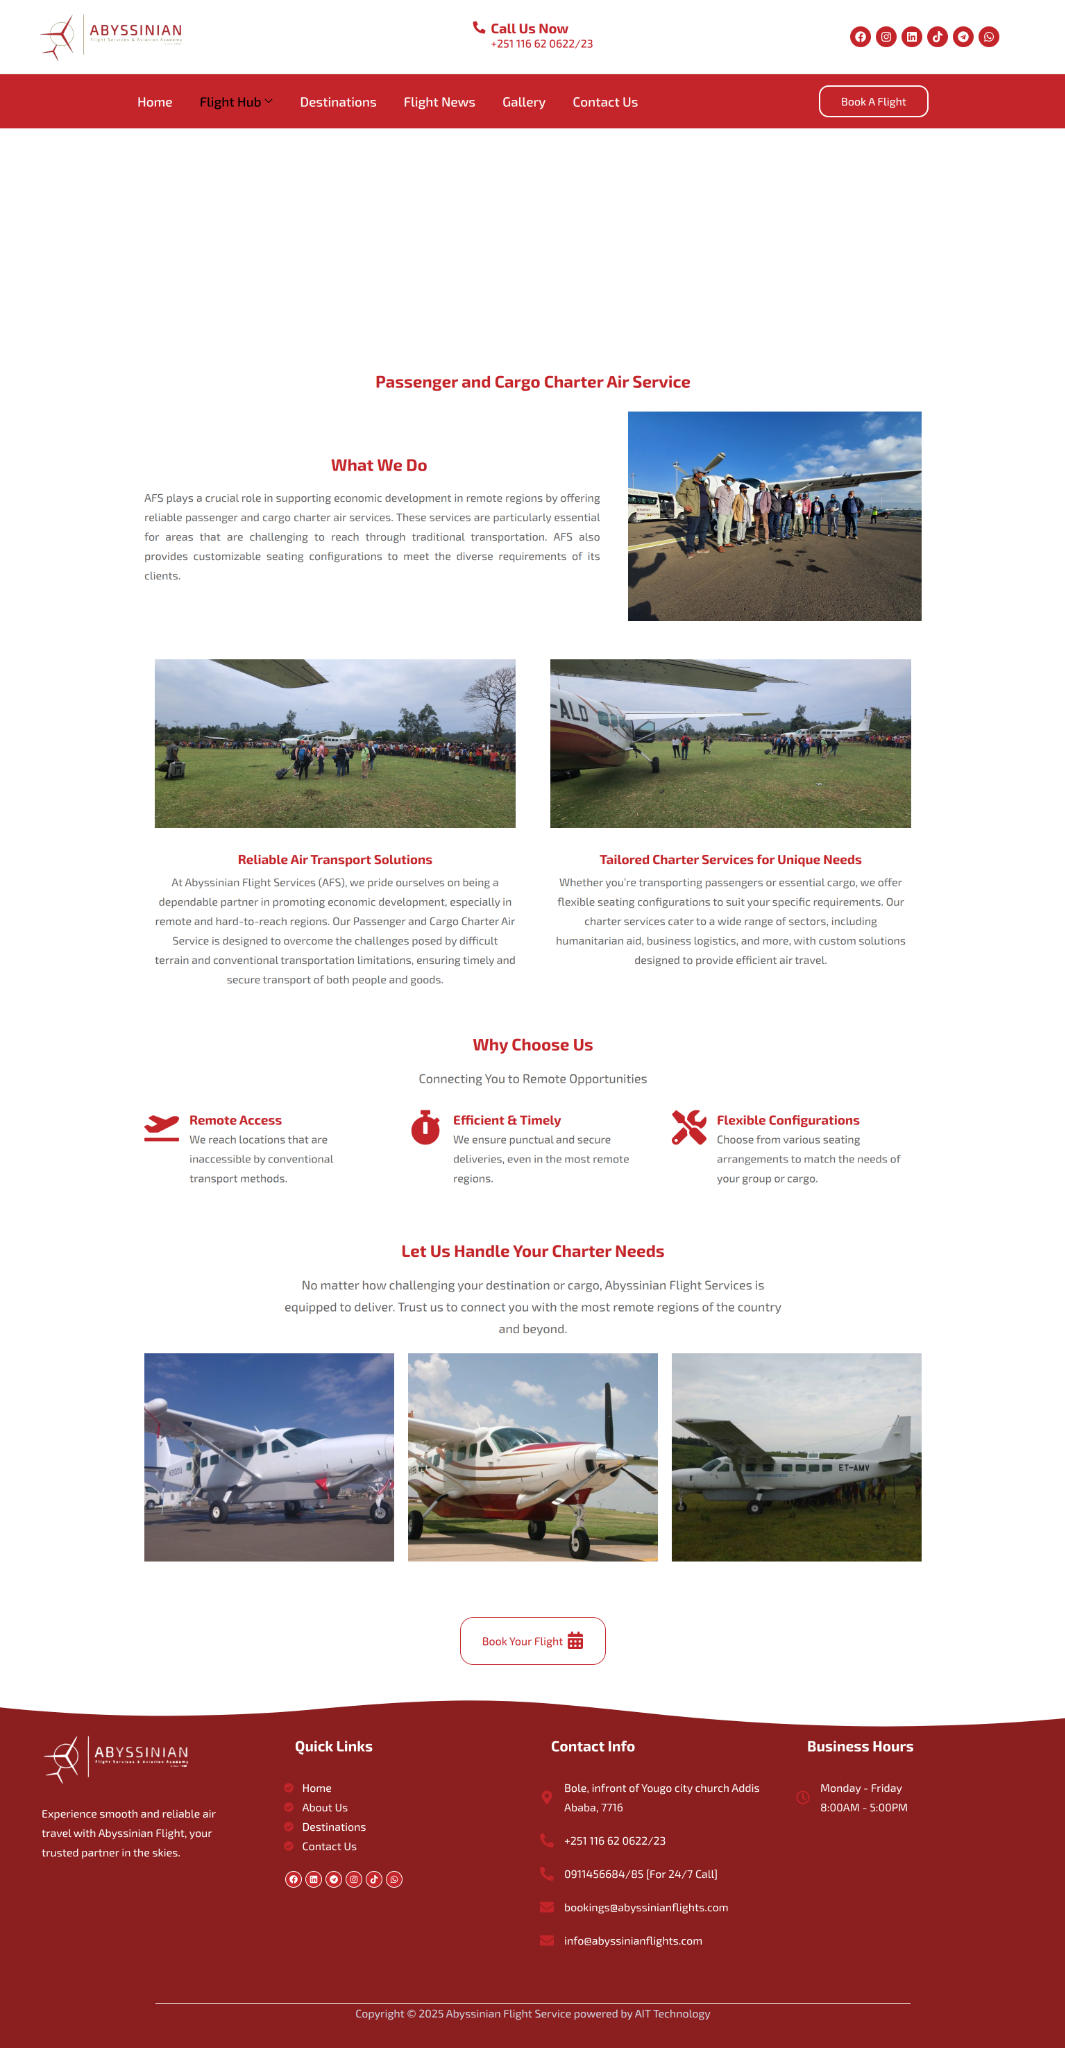 ABYSSINIAN
Flight Services & Aviation Academy
Call Us Now
+251 116 62 0622/23
Home
Flight Hub
Destinations
Flight News
Gallery
Contact Us
Book A Flight
Passenger and Cargo Charter Air Service
What We Do
AFS plays a crucial role in supporting economic development in remote regions by offering
reliable passenger and cargo charter air services. These services are particularly essential
for areas that are challenging to reach through traditional transportation. AFS also
provides customizable seating configurations to meet the diverse requirements of its
clients.
-ALD
Reliable Air Transport Solutions
At Abyssinian Flight Services (AFS), we pride ourselves on being a
dependable partner in promoting economic development, especially in
remote and hard-to-reach regions. Our Passenger and Cargo Charter Air
Service is designed to overcome the challenges posed by difficult
terrain and conventional transportation limitations, ensuring timely and
secure transport of both people and goods.
Tailored Charter Services for Unique Needs
Whether you're transporting passengers or essential cargo, we offer
flexible seating configurations to suit your specific requirements. Our
charter services cater to a wide range of sectors, including
humanitarian aid, business logistics, and more, with custom solutions
designed to provide efficient air travel.
Why Choose Us
Connecting You to Remote Opportunities
Remote Access
We reach locations that are
inaccessible by conventional
transport methods.
Efficient & Timely
We ensure punctual and secure
deliveries, even in the most remote
regions.
Flexible Configurations
Choose from various seating
arrangements to match the needs of
your group or cargo.
Let Us Handle Your Charter Needs
No matter how challenging your destination or cargo, Abyssinian Flight Services is
equipped to deliver. Trust us to connect you with the most remote regions of the country
and beyond.
ET-AMV
Book Your Flight
ABYSSINIAN
Flight Services & Aviation Academy
Experience smooth and reliable air
travel with Abyssinian Flight, your
trusted partner in the skies.
Quick Links
Home
About Us
Destinations
Contact Us
Contact Info
Bole, infront of Yougo city church Addis
Ababa, 7716
+251 116 62 0622/23
0911456684/85 [For 24/7 Call]
bookings@abyssinianflights.com
info@abyssinianflights.com
Business Hours
Monday - Friday
8:00AM - 5:00PM
Copyright © 2025 Abyssinian Flight Service powered by AIT Technology